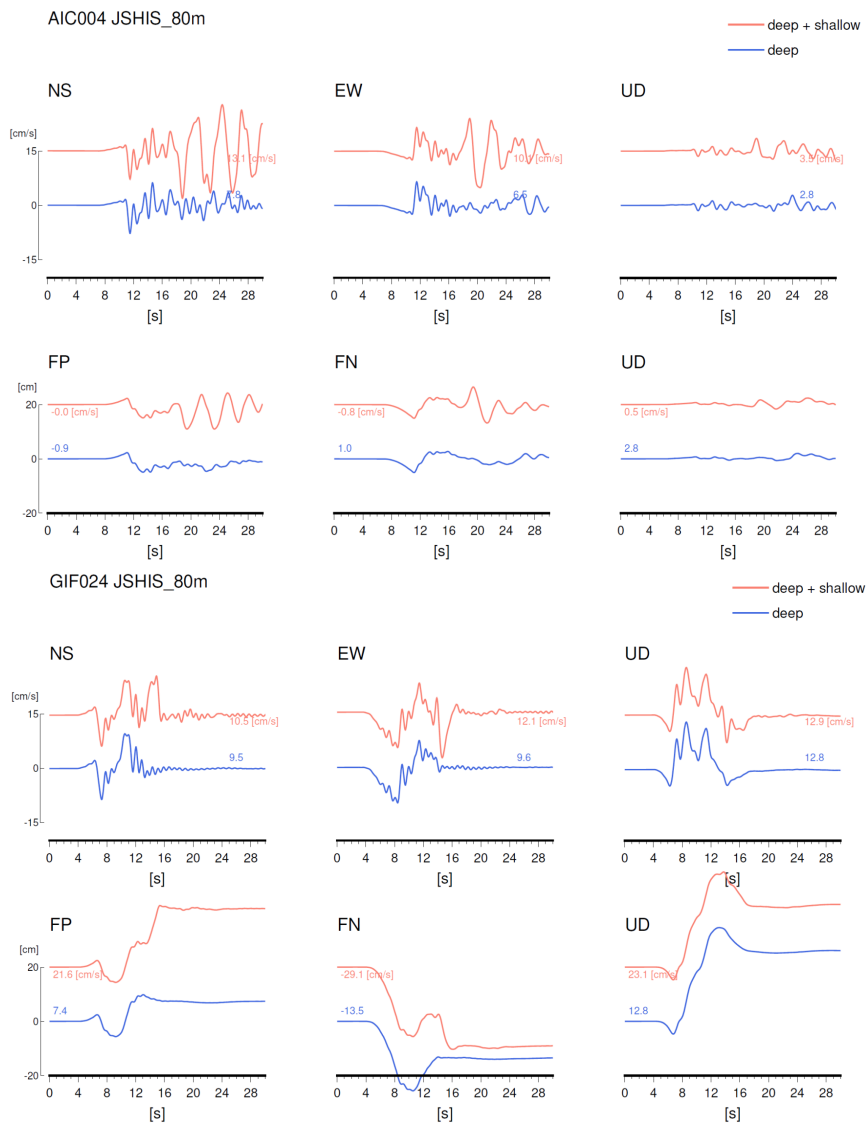 AIC004 JSHIS_80m
deep + shallow
deep
NS EW UD
[cm/s]
15
0
-15
13.1 [cm/s]
10.1 [cm/s]
[cm/s]
7.8
6.5
2.8
0 4 8 12 16 20 24 28 0 4 8 12 16 20 24 28 0 4 8 12 16 20 24 28
[s] [s] [s]
FP FN UD
[cm]
20
0
-20
-0.0 [cm/s]
-0.8 [cm/s]
0.5 [cm/s]
-0.9
1.0
2.8
0 4 8 12 16 20 24 28 0 4 8 12 16 20 24 28 0 4 8 12 16 20 24 28
[s] [s] [s]
GIF024 JSHIS_80m
deep + shallow
deep
NS EW UD
[cm/s]
15
0
-15
10.5 [cm/s]
12.1 [cm/s]
12.9 [cm/s]
9.5
9.6
12.8
0 4 8 12 16 20 24 28 0 4 8 12 16 20 24 28 0 4 8 12 16 20 24 28
[s] [s] [s]
FP FN UD
[cm]
20
0
-20
21.6 [cm/s]
-29.1 [cm/s]
23.1 [cm/s]
7.4
-13.5
12.8
0 4 8 12 16 20 24 28 0 4 8 12 16 20 24 28 0 4 8 12 16 20 24 28
[s] [s] [s]